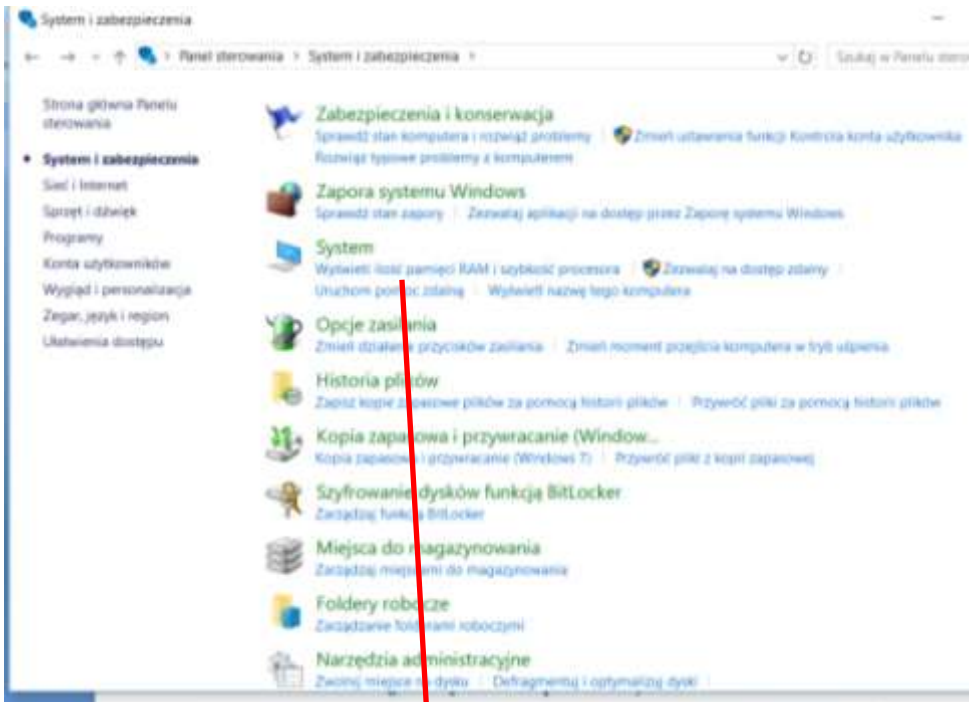 System i zabezpieczenia
Panel sterowania › System i zabezpieczenia ›
Szukaj w Panelu
Strona główna Panelu
sterowania
System i zabezpieczenia
Sieć i Internet
Sprzęt i dźwięk
Programy
Konta użytkowników
Wygląd i personalizacja
Zegar, język i region
Ułatwienia dostępu
Zabezpieczenia i konserwacja
Sprawdź stan komputera i rozwiąż problemy | Zmień ustawienia funkcji Kontrola konta użytkownika
Rozwiąż typowe problemy z komputerem
Zapora systemu Windows
Sprawdź stan zapory | Zezwalaj aplikacji na dostęp przez Zaporę systemu Windows
System
Wyświetl ilość pamięci RAM i szybkość procesora | Zezwalaj na dostęp zdalny
Uruchom pomoc zdalną | Wyświetl nazwę tego komputera
Opcje zasilania
Zmień działanie przycisków zasilania | Zmień moment przejścia komputera w tryb uśpienia
Historia plików
Zapisz kopie zapasowe plików za pomocą historii plików | Przywróć pliki za pomocą historii plików
Kopia zapasowa i przywracanie (Window...
Kopia zapasowa i przywracanie (Windows 7) | Przywróć pliki z kopii zapasowej
Szyfrowanie dysków funkcją BitLocker
Zarządzaj funkcją BitLocker
Miejsca do magazynowania
Zarządzaj miejscami do magazynowania
Foldery robocze
Zarządzanie folderami roboczymi
Narzędzia administracyjne
Zwolnij miejsce na dysku | Defragmentuj i optymalizuj dyski